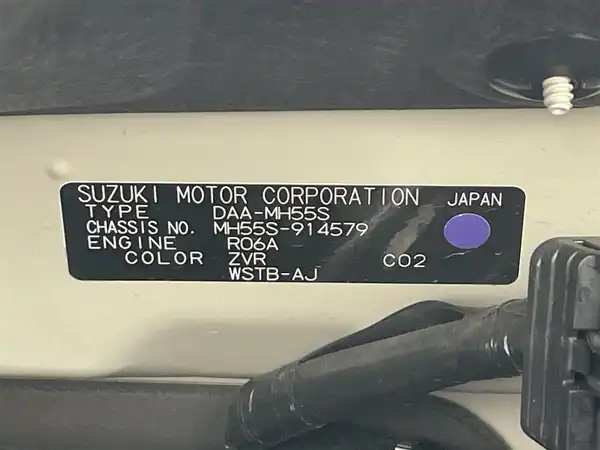 SUZUKI MOTOR CORPORATION JAPAN
TYPE DAA-MH55S
CHASSIS NO. MH55S-914579
ENGINE R06A
COLOR ZVR C02
WSTB-AJ